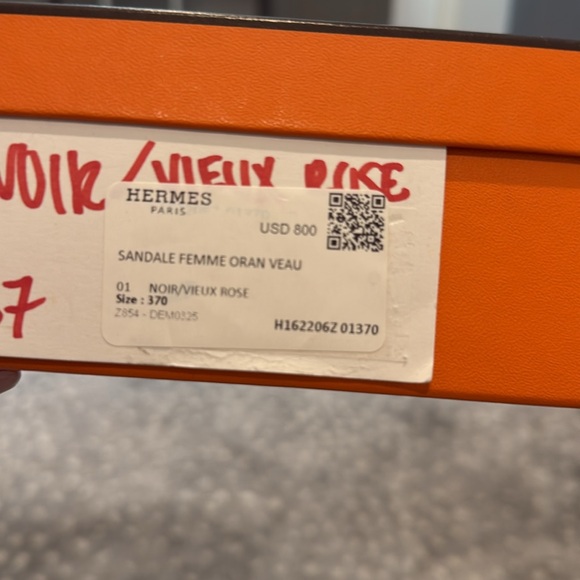 NOIR/VIEUX ROSE
HERMES
PARIS
USD 800
SANDALE FEMME ORAN VEAU
01 NOIR/VIEUX ROSE
Size : 370
Z854 - DEM0325
H162206Z 01370
7